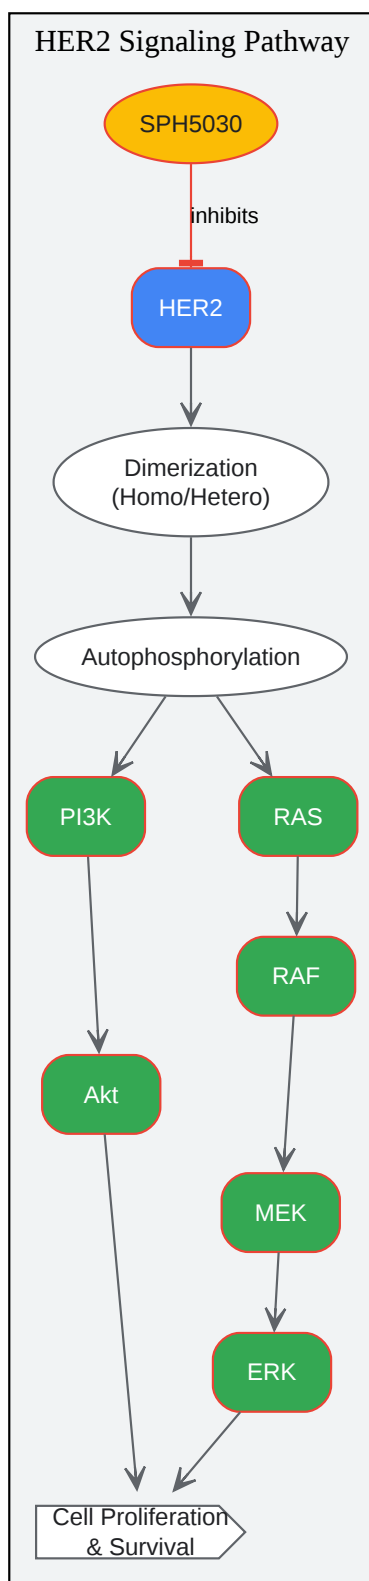 HER2 Signaling Pathway
SPH5030
inhibits
HER2
Dimerization
(Homo/Hetero)
Autophosphorylation
PI3K
RAS
RAF
Akt
MEK
ERK
Cell Proliferation
& Survival